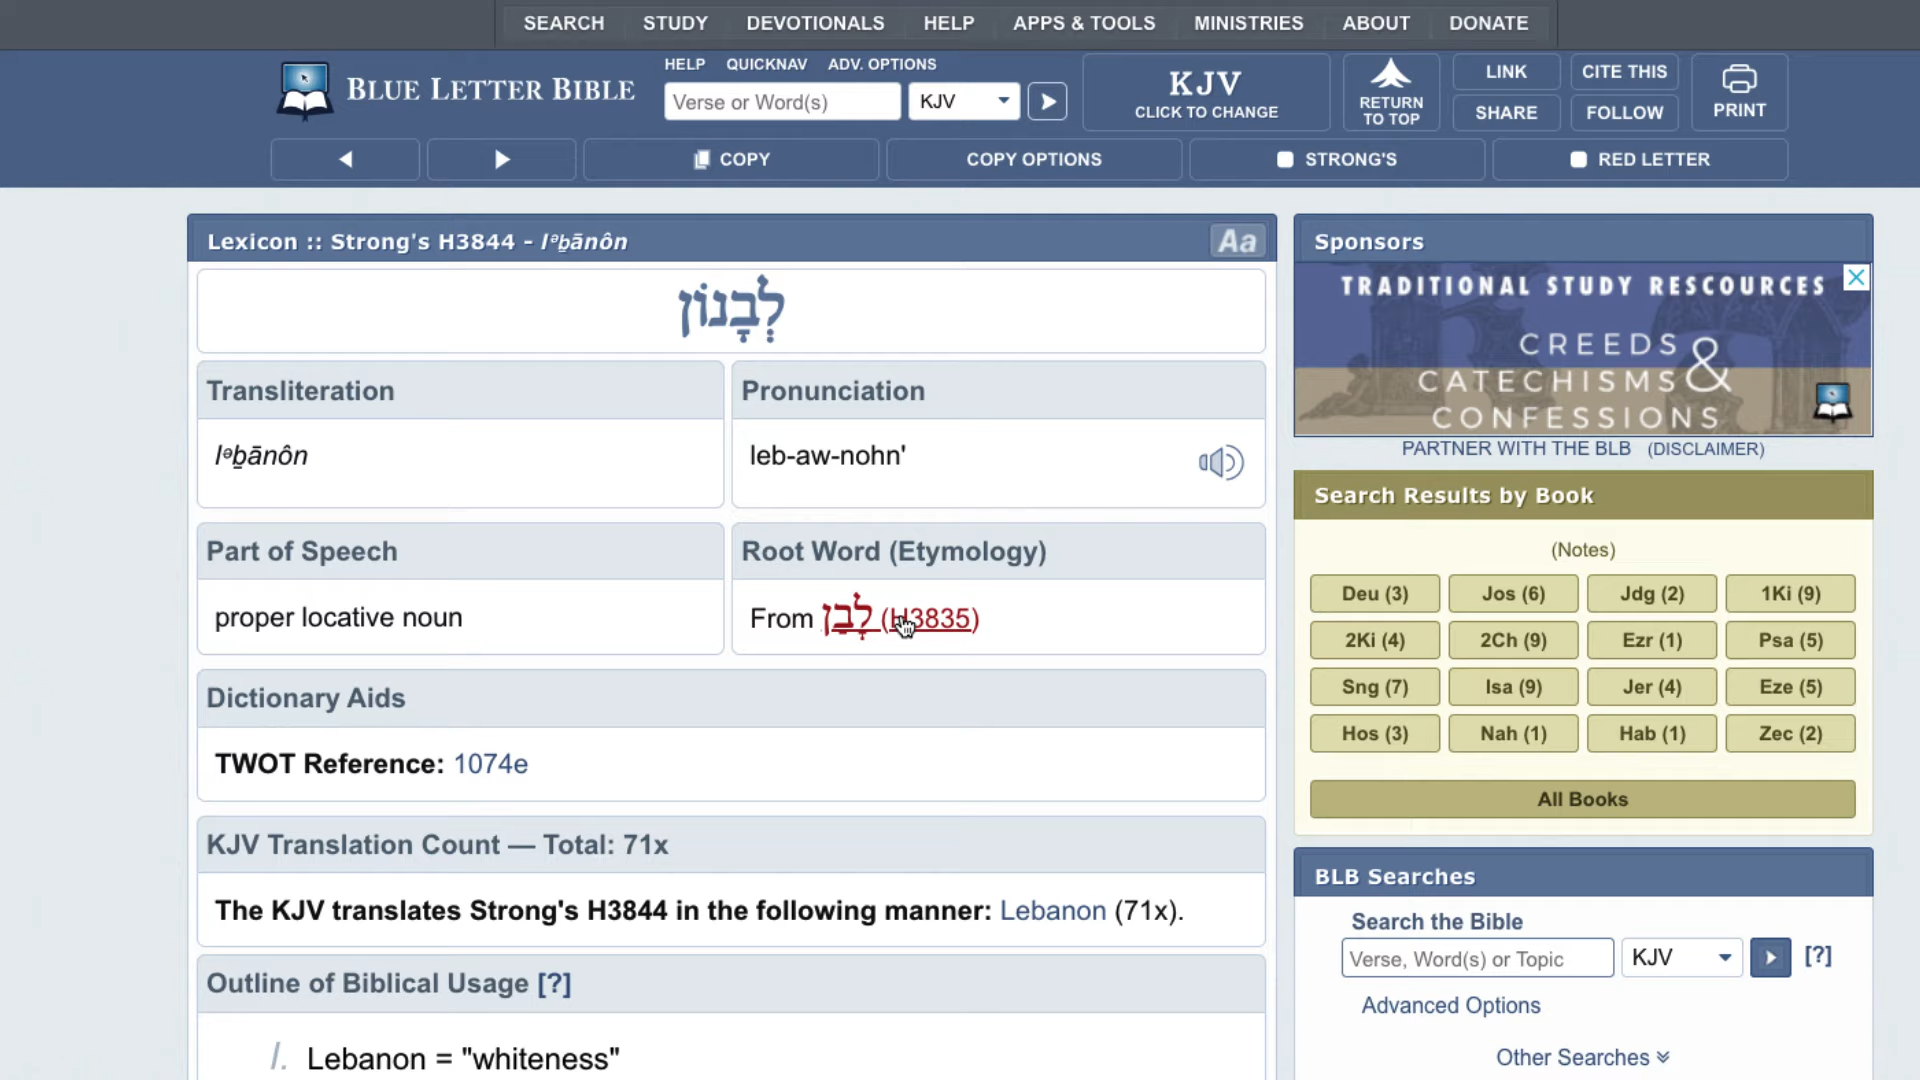 SEARCH STUDY DEVOTIONALS HELP APPS & TOOLS MINISTRIES ABOUT DONATE
BLUE LETTER BIBLE
HELP QUICKNAV ADV. OPTIONS
Verse or Word(s) KJV
KJV
CLICK TO CHANGE
RETURN
TO TOP
LINK CITE THIS
SHARE FOLLOW
PRINT
COPY COPY OPTIONS STRONG'S RED LETTER
Lexicon :: Strong's H3844 - lᵊḇānôn Aa
לְבָנוֹן
Transliteration Pronunciation
lᵊḇānôn leb-aw-nohn'
Part of Speech Root Word (Etymology)
proper locative noun From לָבַן (H3835)
Dictionary Aids
TWOT Reference: 1074e
KJV Translation Count — Total: 71x
The KJV translates Strong's H3844 in the following manner: Lebanon (71x).
Outline of Biblical Usage [?]
I. Lebanon = "whiteness"
Sponsors
TRADITIONAL STUDY RESCOURCES
CREEDS
&
CATECHISMS
CONFESSIONS
PARTNER WITH THE BLB (DISCLAIMER)
Search Results by Book
(Notes)
Deu (3) Jos (6) Jdg (2) 1Ki (9)
2Ki (4) 2Ch (9) Ezr (1) Psa (5)
Sng (7) Isa (9) Jer (4) Eze (5)
Hos (3) Nah (1) Hab (1) Zec (2)
All Books
BLB Searches
Search the Bible
Verse, Word(s) or Topic KJV [?]
Advanced Options
Other Searches